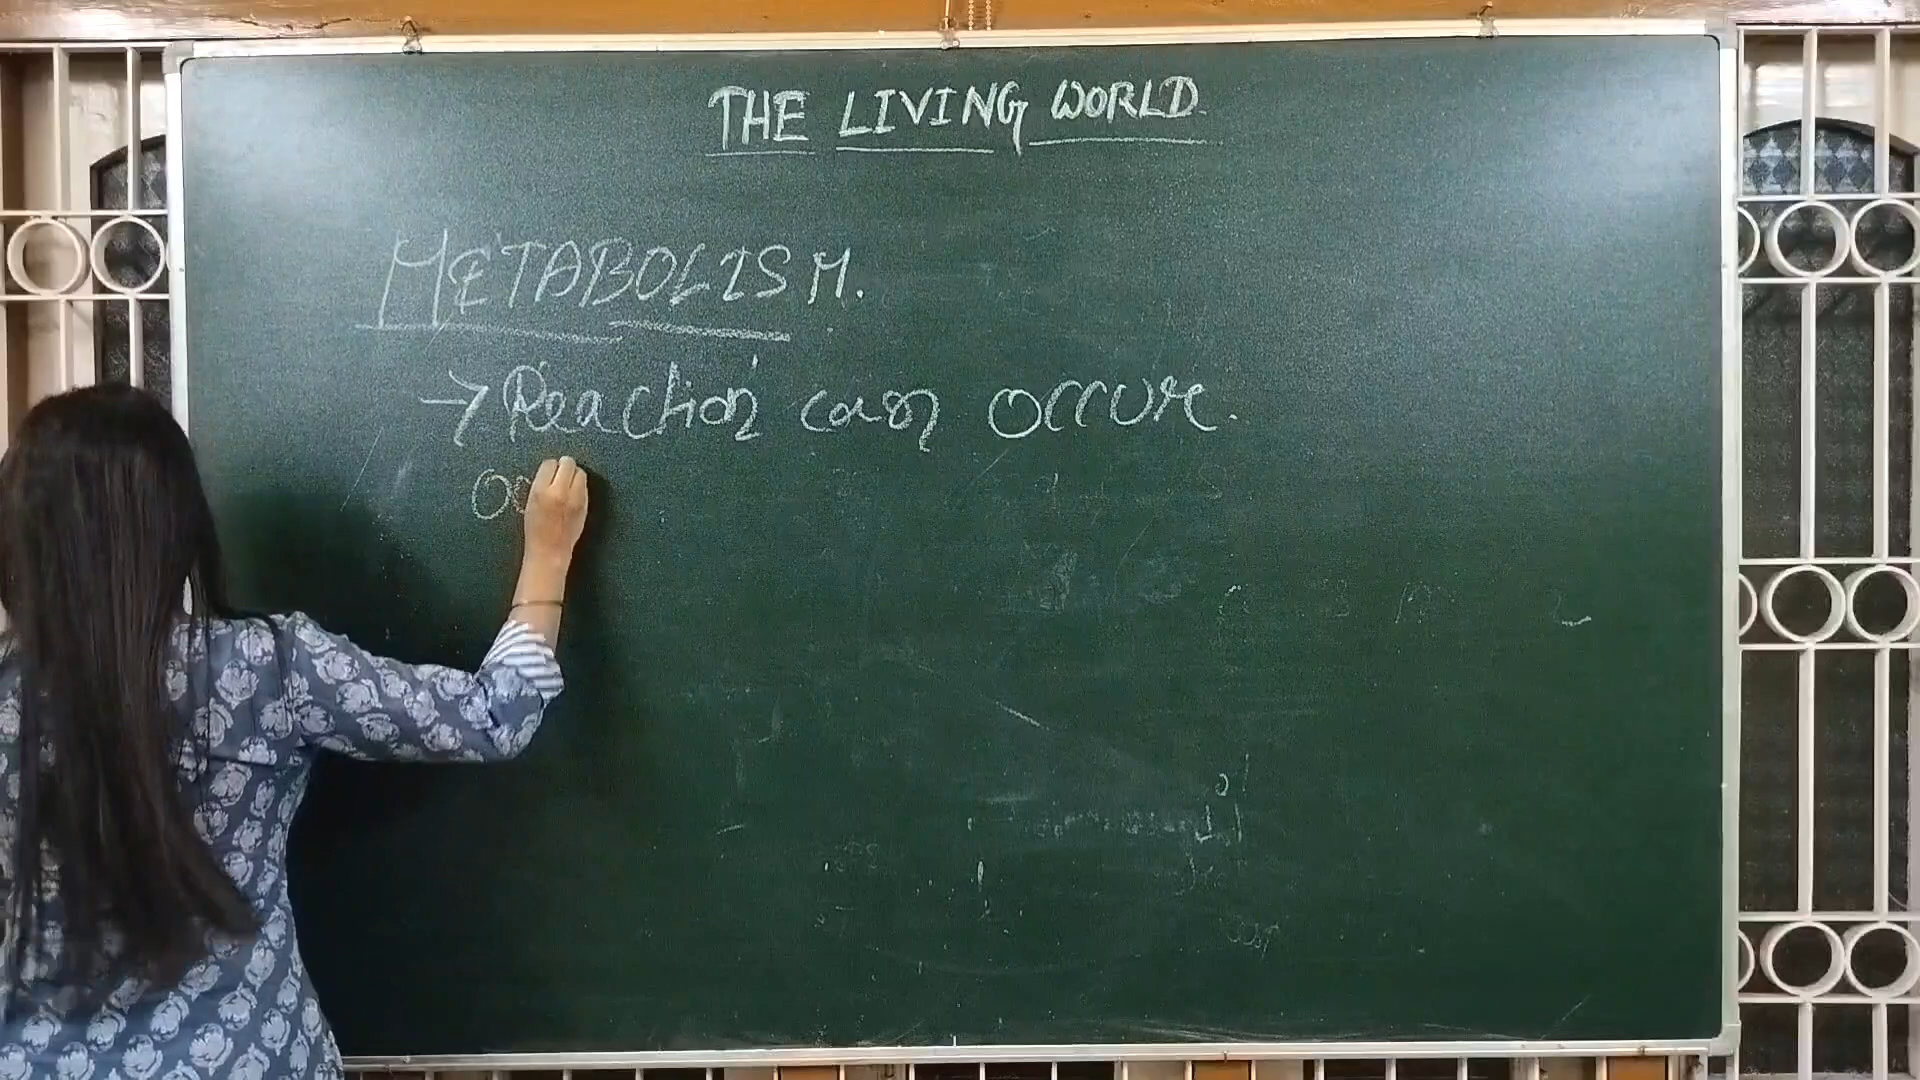 THE LIVING WORLD
METABOLISM.
→ Reaction can occure.